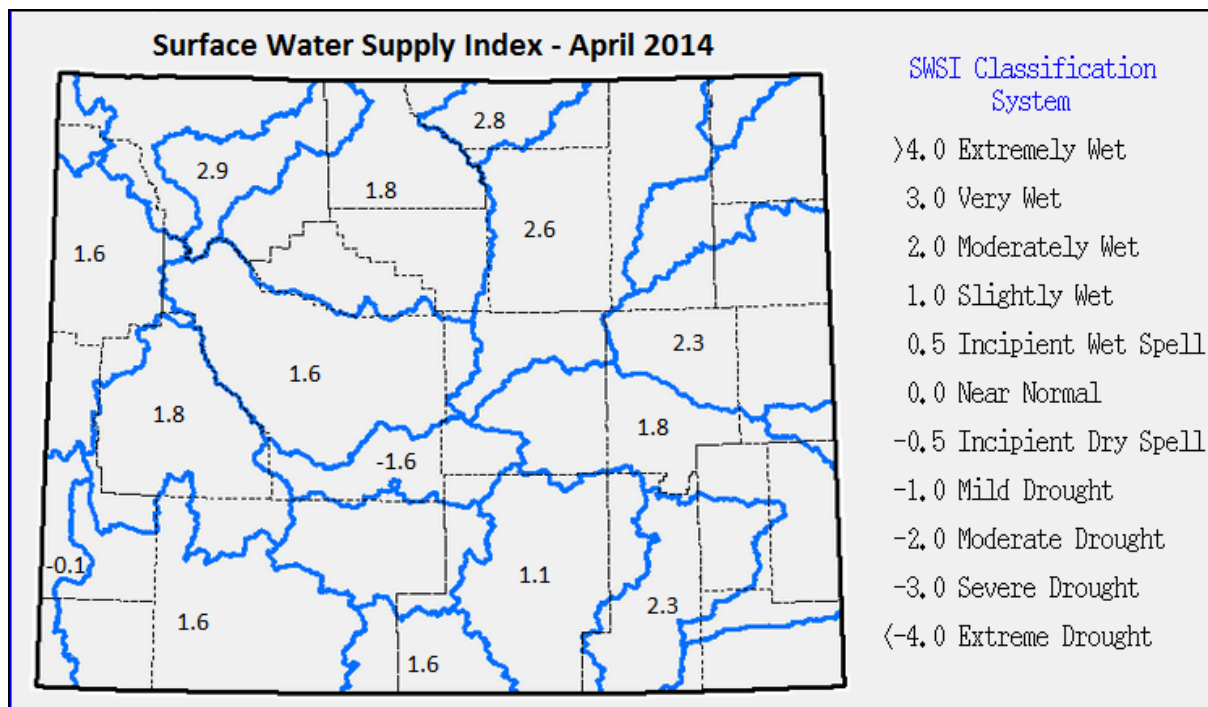 Surface Water Supply Index - April 2014
2.8
2.9
1.8
2.6
1.6
2.3
1.6
1.8
1.8
-1.6
-0.1
1.1
2.3
1.6
1.6
SWSI Classification
System
>4.0 Extremely Wet
3.0 Very Wet
2.0 Moderately Wet
1.0 Slightly Wet
0.5 Incipient Wet Spell
0.0 Near Normal
-0.5 Incipient Dry Spell
-1.0 Mild Drought
-2.0 Moderate Drought
-3.0 Severe Drought
<-4.0 Extreme Drought